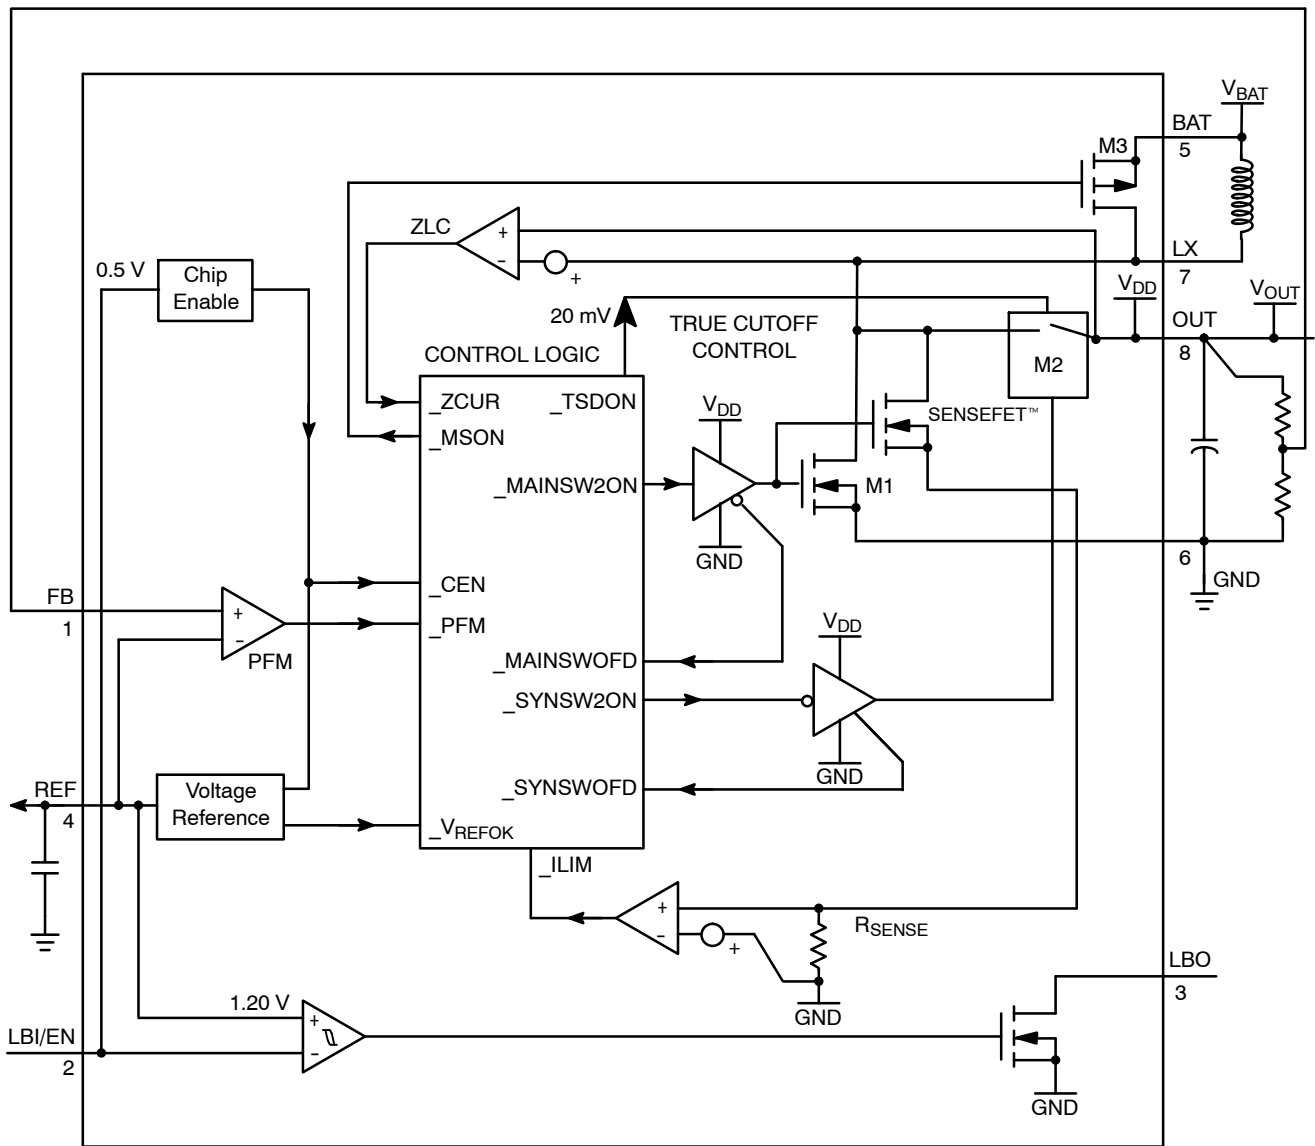 V_BAT
BAT
5
M3
ZLC
+
−
+
LX
7
0.5 V
Chip
Enable
V_DD
V_OUT
20 mV
TRUE CUTOFF
CONTROL
OUT
8
CONTROL LOGIC
M2
_ZCUR
_TSDON
V_DD
SENSEFET™
_MSON
_MAINSW2ON
M1
GND
6
GND
_CEN
FB
1
+
−
PFM
_PFM
V_DD
_MAINSWOFD
_SYNSW2ON
GND
REF
4
Voltage
Reference
_SYNSWOFD
_V_REFOK
_ILIM
+
−
+
R_SENSE
GND
LBO
3
1.20 V
+
−
LBI/EN
2
GND